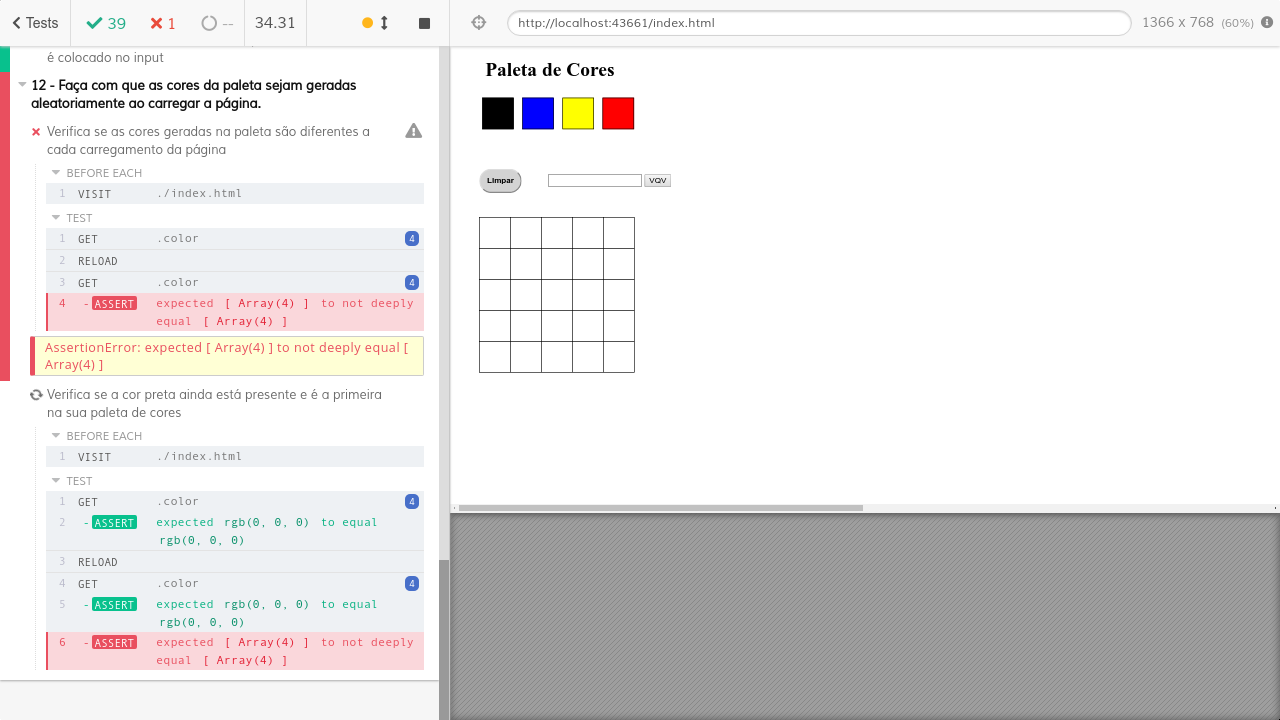 Tests
39
1
--
34.31
http://localhost:43661/index.html
1366 x 768 (60%)
é colocado no input
12 - Faça com que as cores da paleta sejam geradas
aleatoriamente ao carregar a página.
Verifica se as cores geradas na paleta são diferentes a
cada carregamento da página
BEFORE EACH
1 VISIT ./index.html
TEST
1 GET .color 4
2 RELOAD
3 GET .color 4
4 -ASSERT expected [ Array(4) ] to not deeply
equal [ Array(4) ]
AssertionError: expected [ Array(4) ] to not deeply equal [
Array(4) ]
Verifica se a cor preta ainda está presente e é a primeira
na sua paleta de cores
BEFORE EACH
1 VISIT ./index.html
TEST
1 GET .color 4
2 -ASSERT expected rgb(0, 0, 0) to equal
rgb(0, 0, 0)
3 RELOAD
4 GET .color 4
5 -ASSERT expected rgb(0, 0, 0) to equal
rgb(0, 0, 0)
6 -ASSERT expected [ Array(4) ] to not deeply
equal [ Array(4) ]
Paleta de Cores
Limpar
VQV